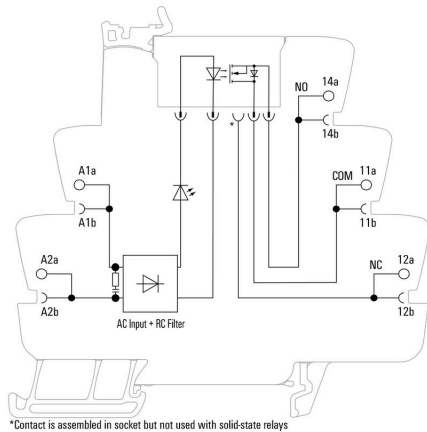 NO
14a
14b
*
A1a
A1b
COM
11a
11b
A2a
A2b
NC
12a
12b
AC Input + RC Filter
*Contact is assembled in socket but not used with solid-state relays